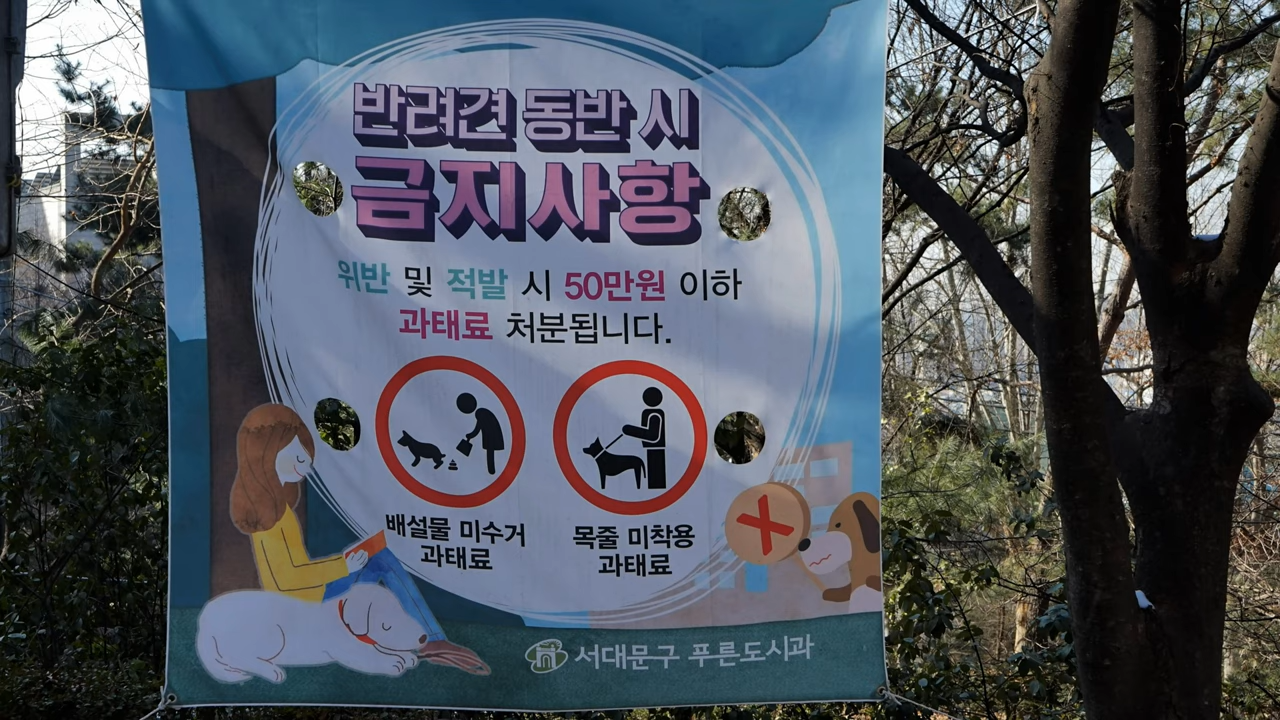 반려견 동반 시
금지사항
위반 및 적발 시 50만원 이하
과태료 처분됩니다.
배설물 미수거
과태료
목줄 미착용
과태료
서대문구 푸른도시과